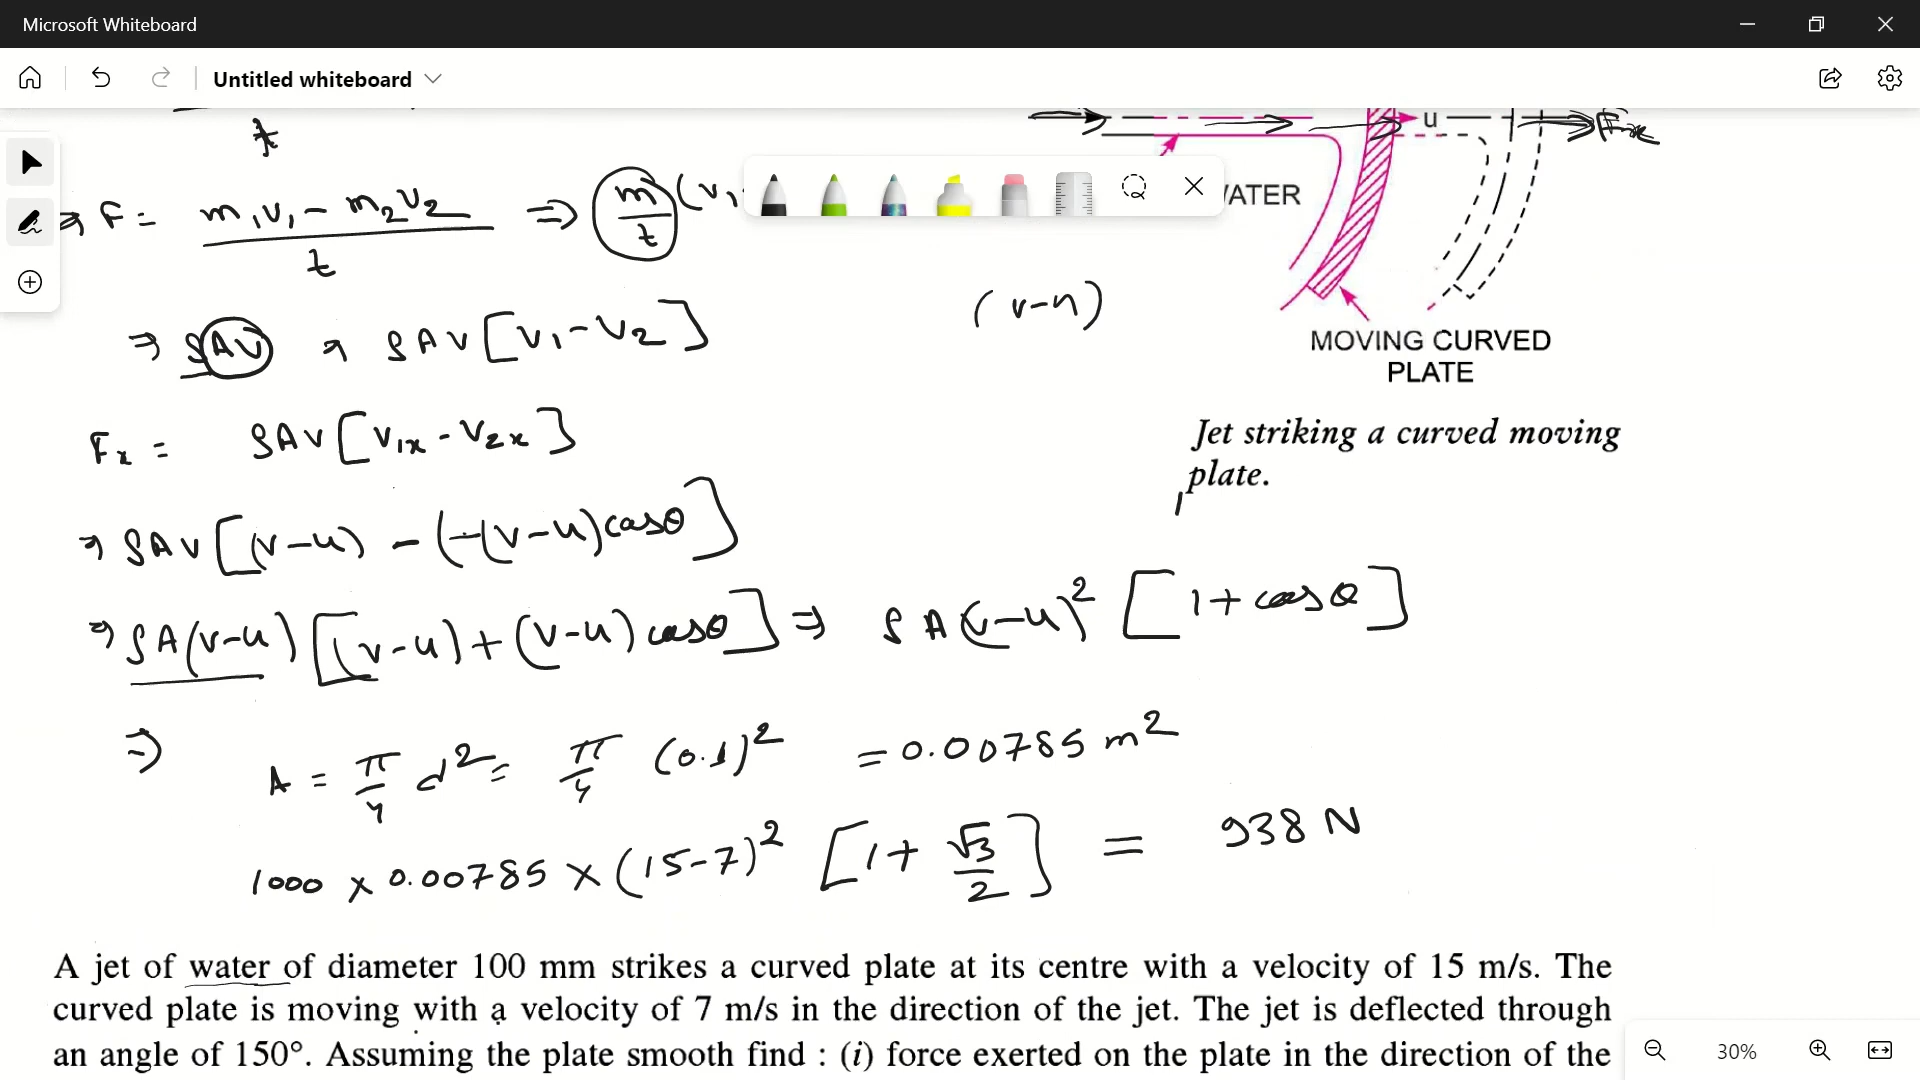 Microsoft Whiteboard
Untitled whiteboard
t
u Fx
⇒ F = m₁v₁ - m₂v₂ / t ⇒ m/t (v₁
WATER
(v-u)
⇒ ρAV ⇒ ρAV [V₁-V₂]
MOVING CURVED
PLATE
Jet striking a curved moving
plate.
Fx = ρAV [V₁x - V₂x]
⇒ ρAV [(v-u) - (-(v-u) cosθ]
⇒ ρA(v-u) [(v-u) + (v-u) cosθ] ⇒ ρA(v-u)² [1 + cosθ]
⇒
A = π/4 d² = π/4 (0.1)² = 0.00785 m²
1000 × 0.00785 × (15-7)² [1 + √3/2] = 938 N
A jet of water of diameter 100 mm strikes a curved plate at its centre with a velocity of 15 m/s. The
curved plate is moving with a velocity of 7 m/s in the direction of the jet. The jet is deflected through
an angle of 150°. Assuming the plate smooth find : (i) force exerted on the plate in the direction of the
30%